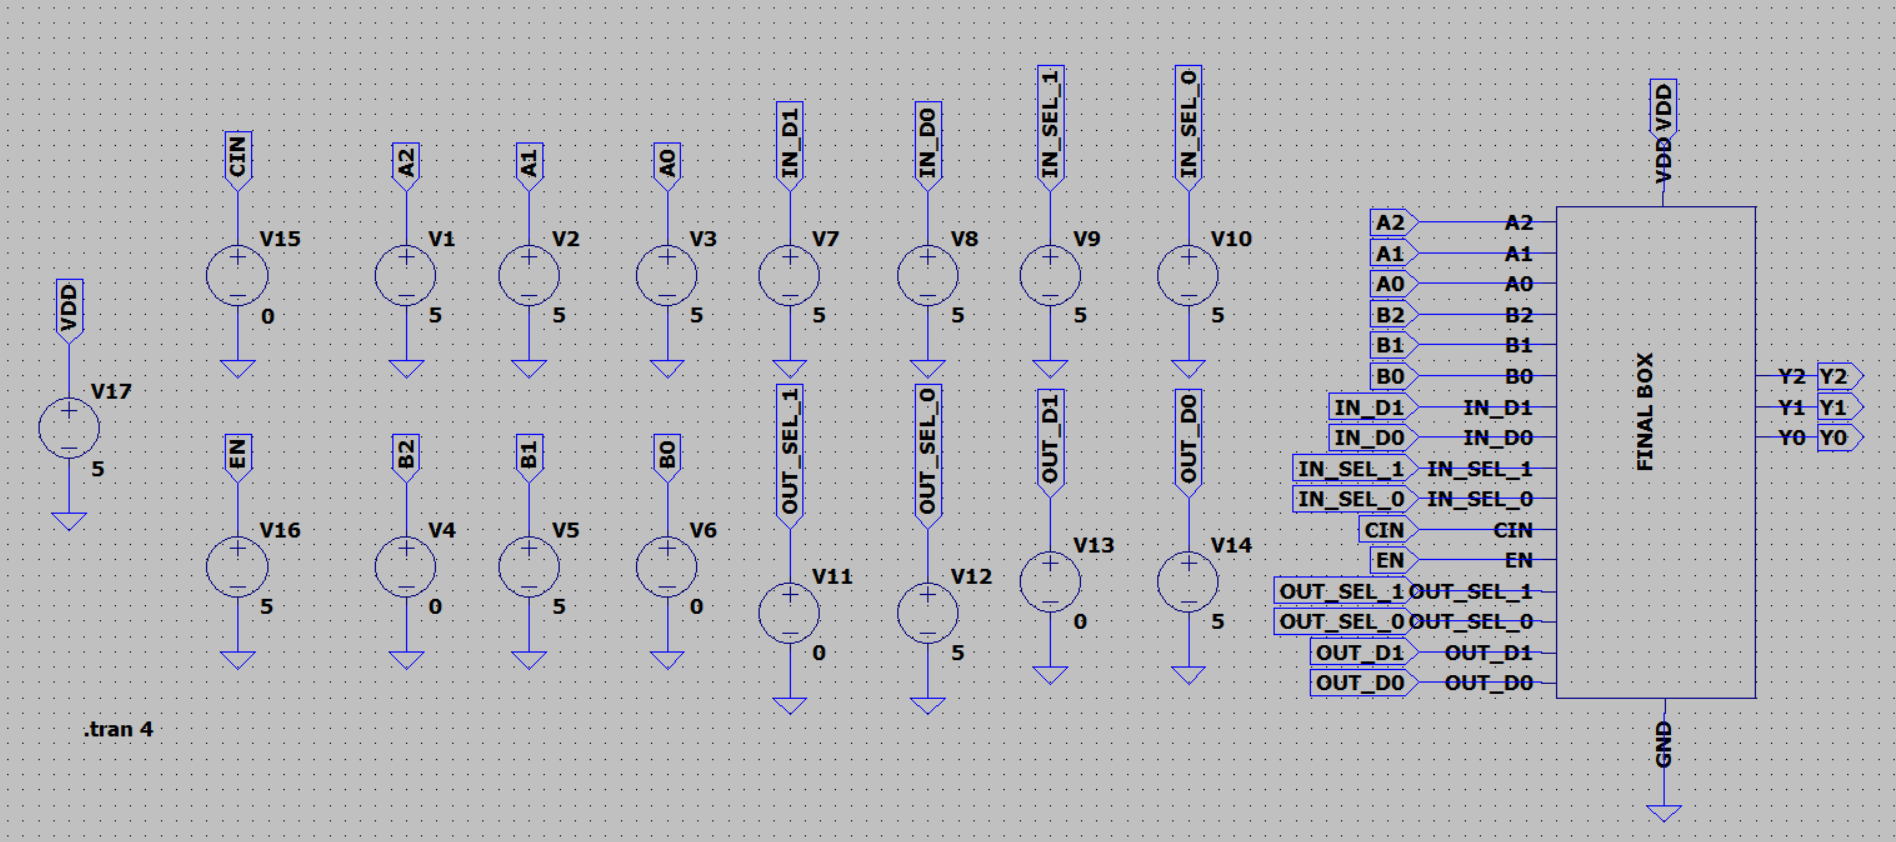 CIN
A2
A1
A0
IN_D1
IN_D0
IN_SEL_1
IN_SEL_0
VDD
VDD
V15
V1
V2
V3
V7
V8
V9
V10
0
5
5
5
5
5
5
5
VDD
V17
5
EN
B2
B1
B0
OUT_SEL_1
OUT_SEL_0
OUT_D1
OUT_D0
V16
V4
V5
V6
V11
V12
V13
V14
5
0
5
0
0
5
0
5
.tran 4
A2 A2
A1 A1
A0 A0
B2 B2
B1 B1
B0 B0
IN_D1 IN_D1
IN_D0 IN_D0
IN_SEL_1 IN_SEL_1
IN_SEL_0 IN_SEL_0
CIN CIN
EN EN
OUT_SEL_1 OUT_SEL_1
OUT_SEL_0 OUT_SEL_0
OUT_D1 OUT_D1
OUT_D0 OUT_D0
FINAL BOX
Y2 Y2
Y1 Y1
Y0 Y0
GND